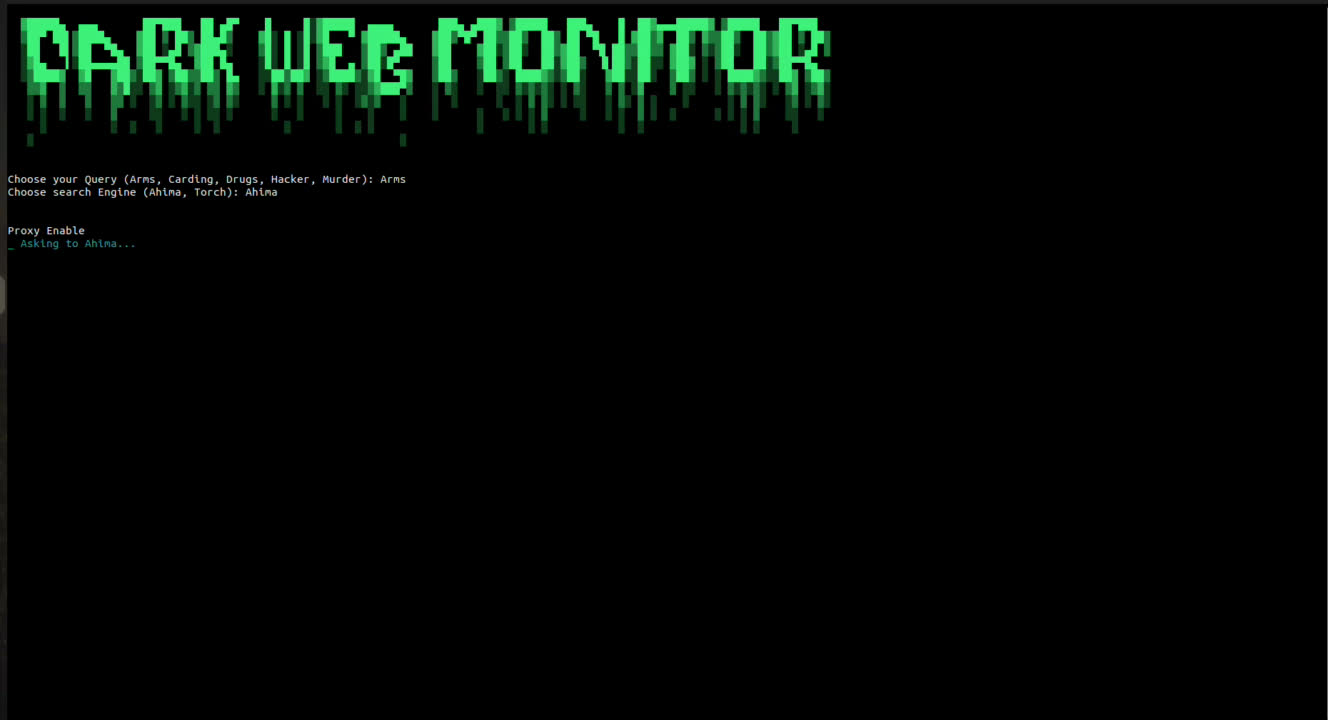 DARK WEB MONITOR
Choose your Query (Arms, Carding, Drugs, Hacker, Murder): Arms
Choose search Engine (Ahima, Torch): Ahima
Proxy Enable
_ Asking to Ahima...